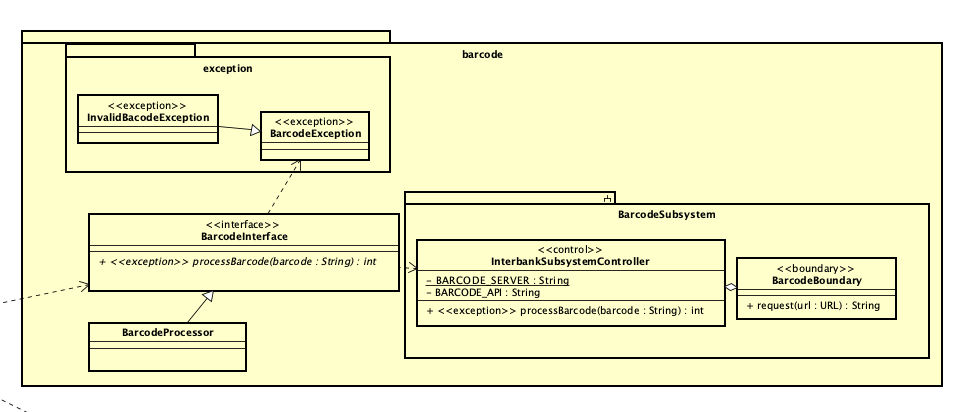 barcode
exception
<<exception>>
InvalidBacodeException
<<exception>>
BarcodeException
<<interface>>
BarcodeInterface
+ <<exception>> processBarcode(barcode : String) : int
BarcodeProcessor
BarcodeSubsystem
<<control>>
InterbankSubsystemController
- BARCODE_SERVER : String
- BARCODE_API : String
+ <<exception>> processBarcode(barcode : String) : int
<<boundary>>
BarcodeBoundary
+ request(url : URL) : String